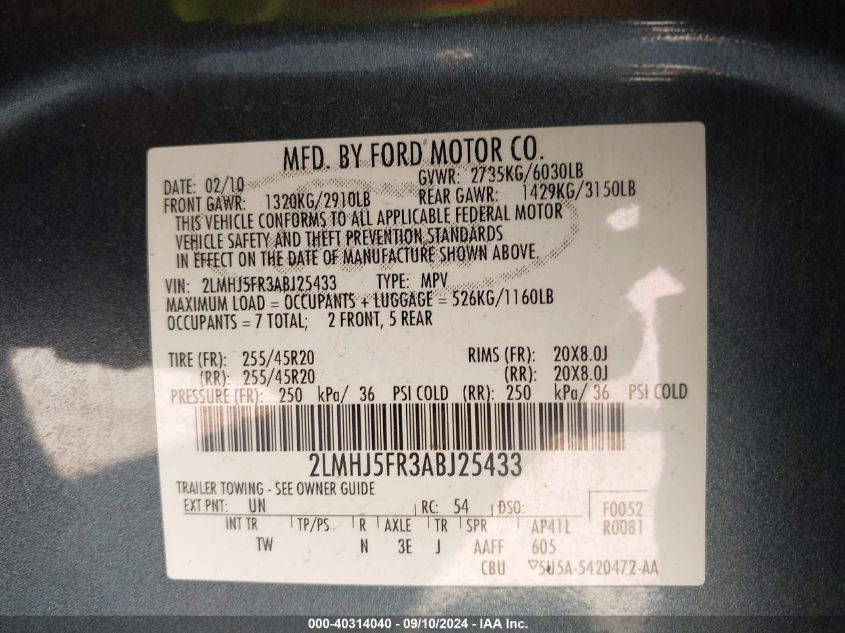 MFD. BY FORD MOTOR CO.
DATE: 02/10 GVWR: 2735KG/6030LB
FRONT GAWR: 1320KG/2910LB REAR GAWR: 1429KG/3150LB
THIS VEHICLE CONFORMS TO ALL APPLICABLE FEDERAL MOTOR
VEHICLE SAFETY AND THEFT PREVENTION STANDARDS
IN EFFECT ON THE DATE OF MANUFACTURE SHOWN ABOVE.
VIN: 2LMHJ5FR3ABJ25433 TYPE: MPV
MAXIMUM LOAD = OCCUPANTS + LUGGAGE = 526KG/1160LB
OCCUPANTS = 7 TOTAL; 2 FRONT, 5 REAR
TIRE (FR): 255/45R20 RIMS (FR): 20X8.0J
(RR): 255/45R20 (RR): 20X8.0J
PRESSURE (FR): 250 kPa/ 36 PSI COLD (RR): 250 kPa/ 36 PSI COLD
2LMHJ5FR3ABJ25433
TRAILER TOWING - SEE OWNER GUIDE
EXT PNT: UN RC: 54 DSO: F0052
INT TR TP/PS R AXLE TR SPR AP41L R0081
TW N 3E J AAFF 605
CBU ▽5U5A-5420472-AA
000-40314040 - 09/10/2024 - IAA Inc.